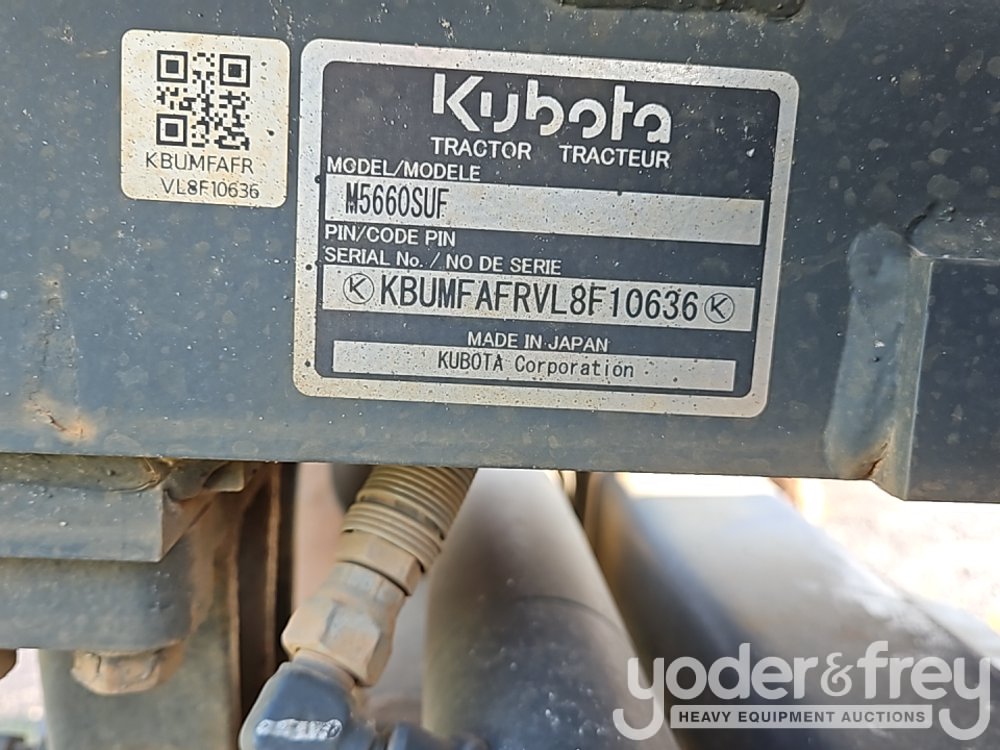 KBUMFAFR
VL8F10636
Kubota
TRACTOR TRACTEUR
MODEL/MODELE
M5660SUF
PIN/CODE PIN
SERIAL No. / NO DE SERIE
KBUMFAFRVL8F10636
MADE IN JAPAN
KUBOTA Corporation
yoder&frey
HEAVY EQUIPMENT AUCTIONS